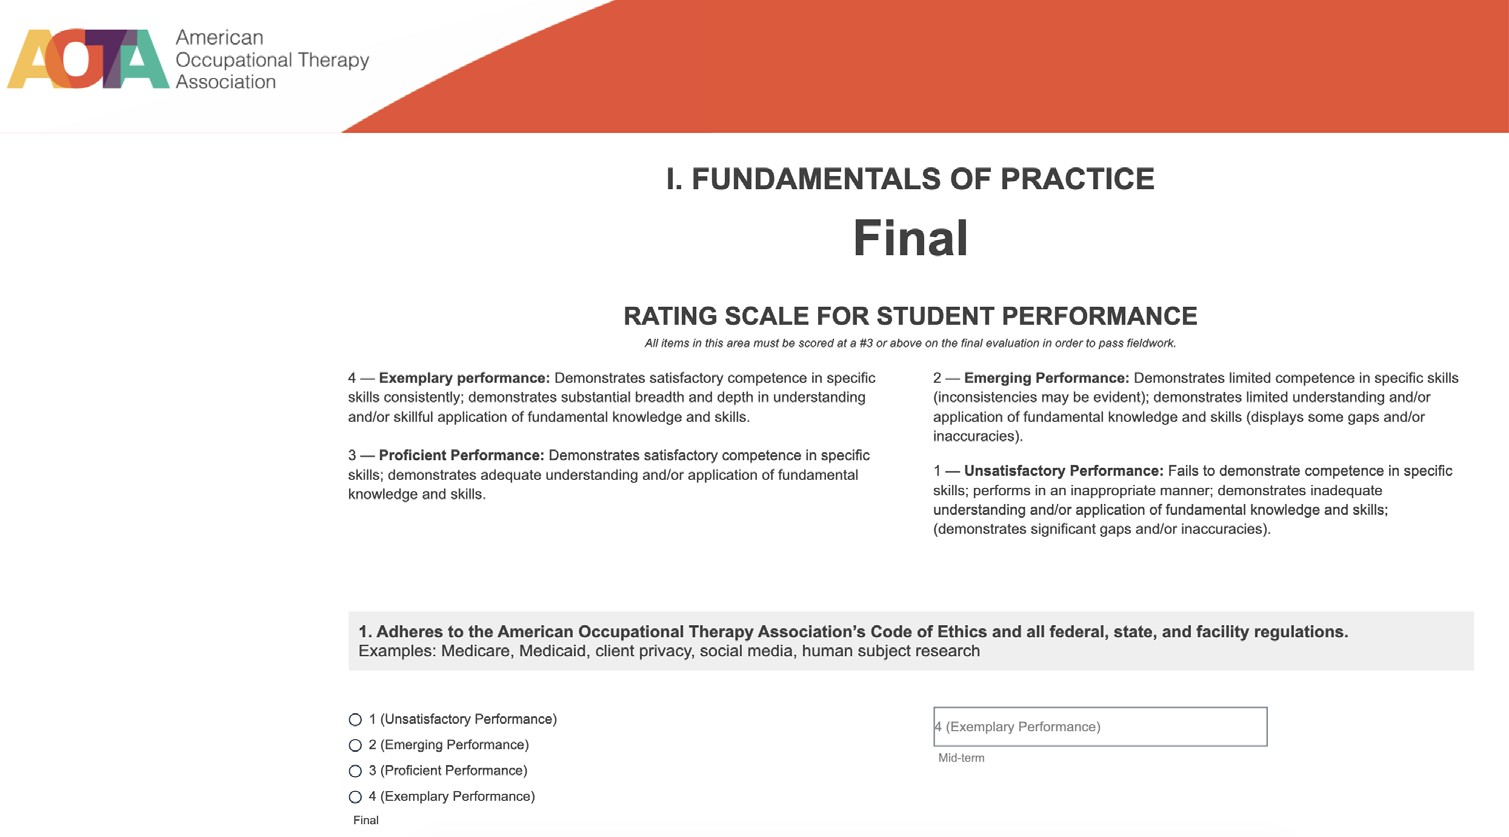 AOTA
American
Occupational Therapy
Association
I. FUNDAMENTALS OF PRACTICE
Final
RATING SCALE FOR STUDENT PERFORMANCE
All items in this area must be scored at a #3 or above on the final evaluation in order to pass fieldwork.
4 — Exemplary performance: Demonstrates satisfactory competence in specific
skills consistently; demonstrates substantial breadth and depth in understanding
and/or skillful application of fundamental knowledge and skills.
3 — Proficient Performance: Demonstrates satisfactory competence in specific
skills; demonstrates adequate understanding and/or application of fundamental
knowledge and skills.
2 — Emerging Performance: Demonstrates limited competence in specific skills
(inconsistencies may be evident); demonstrates limited understanding and/or
application of fundamental knowledge and skills (displays some gaps and/or
inaccuracies).
1 — Unsatisfactory Performance: Fails to demonstrate competence in specific
skills; performs in an inappropriate manner; demonstrates inadequate
understanding and/or application of fundamental knowledge and skills;
(demonstrates significant gaps and/or inaccuracies).
1. Adheres to the American Occupational Therapy Association’s Code of Ethics and all federal, state, and facility regulations.
Examples: Medicare, Medicaid, client privacy, social media, human subject research
1 (Unsatisfactory Performance)
2 (Emerging Performance)
3 (Proficient Performance)
4 (Exemplary Performance)
Final
4 (Exemplary Performance)
Mid-term